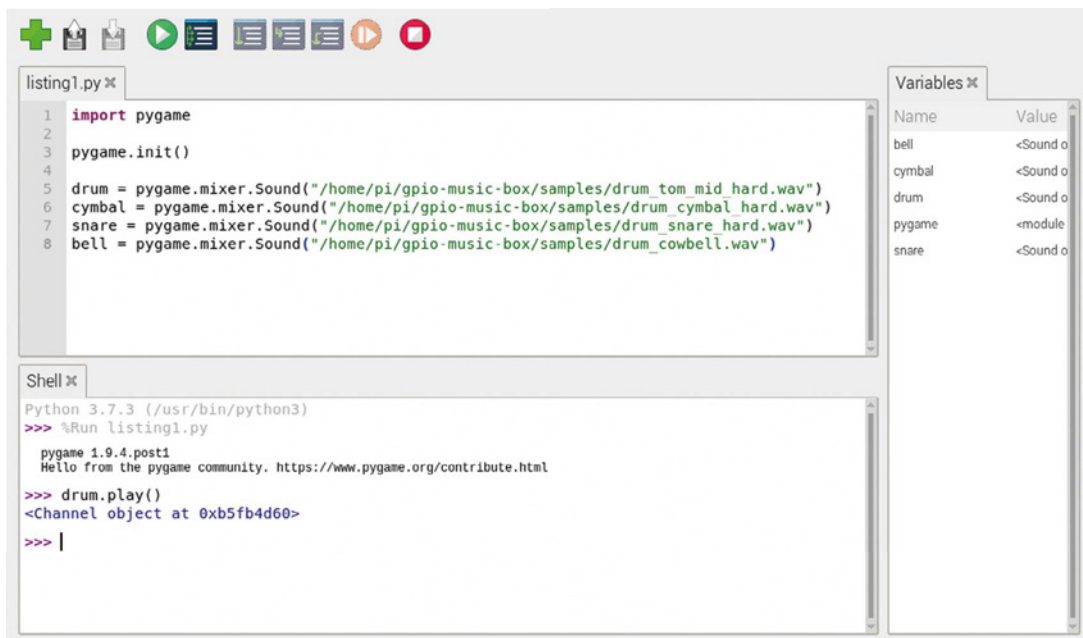 listing1.py
1 import pygame
2
3 pygame.init()
4
5 drum = pygame.mixer.Sound("/home/pi/gpio-music-box/samples/drum_tom_mid_hard.wav")
6 cymbal = pygame.mixer.Sound("/home/pi/gpio-music-box/samples/drum_cymbal_hard.wav")
7 snare = pygame.mixer.Sound("/home/pi/gpio-music-box/samples/drum_snare_hard.wav")
8 bell = pygame.mixer.Sound("/home/pi/gpio-music-box/samples/drum_cowbell.wav")
Shell
Python 3.7.3 (/usr/bin/python3)
>>> %Run listing1.py
pygame 1.9.4.post1
Hello from the pygame community. https://www.pygame.org/contribute.html
>>> drum.play()
<Channel object at 0xb5fb4d60>
>>>
Variables
Name Value
bell <Sound o
cymbal <Sound o
drum <Sound o
pygame <module
snare <Sound o